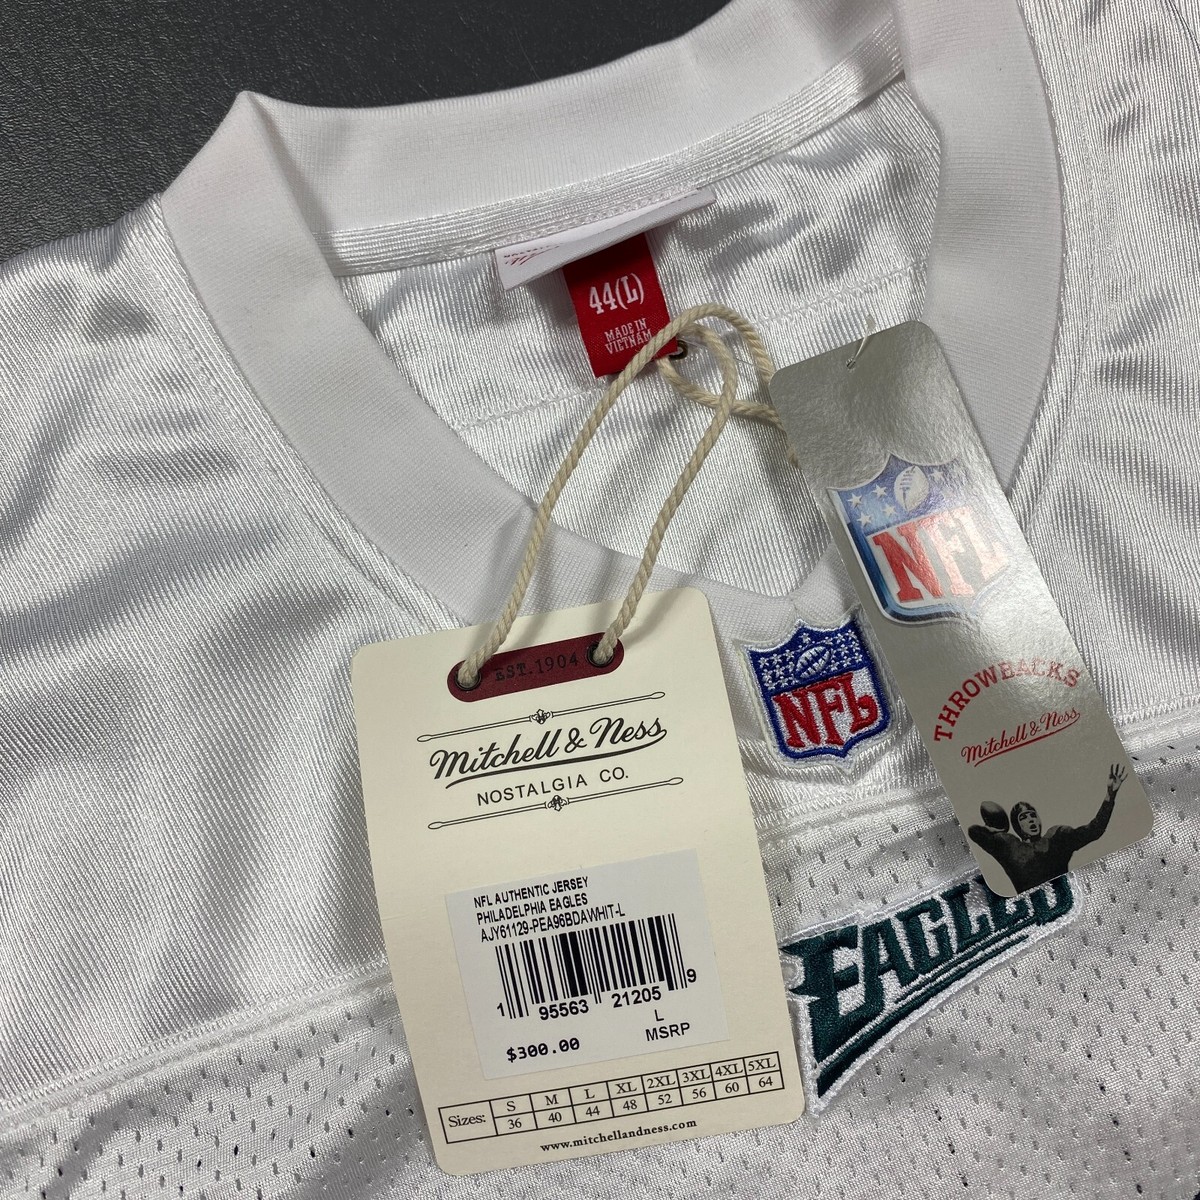 44(L)
MADE IN
VIETNAM
NFL
THROWBACKS
Mitchell & Ness
EST. 1904
Mitchell & Ness
NOSTALGIA CO.
NFL
EAGLES
NFL AUTHENTIC JERSEY
PHILADELPHIA EAGLES
AJY61129-PEA96BDAWHIT-L
1 95563 21205 9
L
$300.00 MSRP
Sizes: S M L XL 2XL 3XL 4XL 5XL
36 40 44 48 52 56 60 64
www.mitchellandness.com